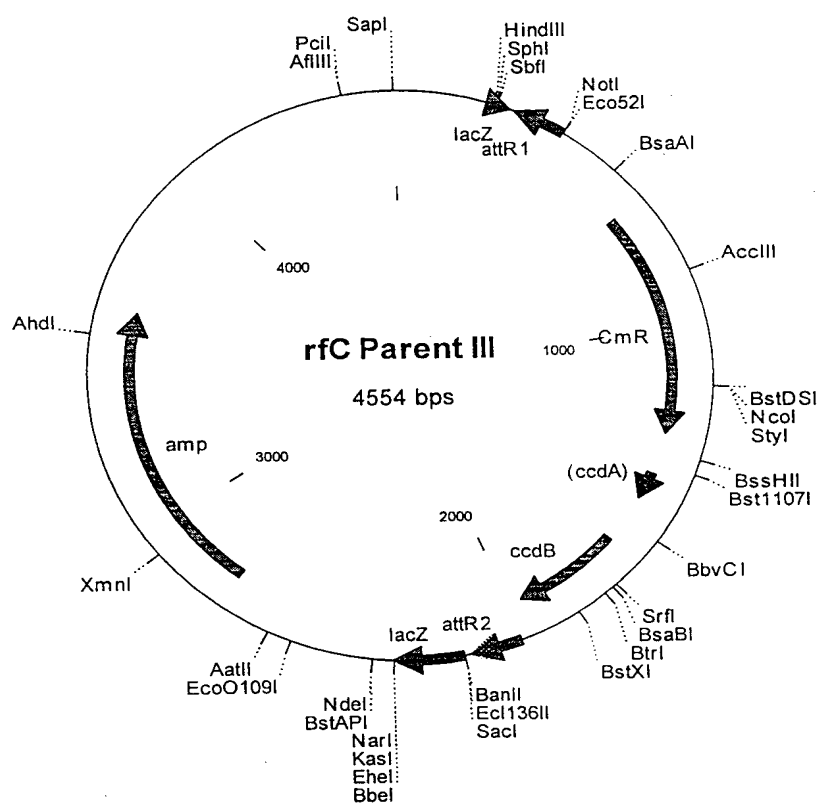 SapI
PciI
AflIII
HindIII
SphI
SbfI
NotI
Eco52I
BsaAI
lacZ
attR1
AccIII
4000
AhdI
rfC Parent III
4554 bps
1000
CmR
BstDSI
NcoI
StyI
amp
3000
(ccdA)
BssHII
Bst1107I
2000
ccdB
BbvCI
XmnI
SrfI
BsaBI
BtrI
BstXI
lacZ
attR2
AatII
EcoO109I
NdeI
BstAPI
NarI
KasI
EheI
BbeI
BanII
Ecl136II
SacI